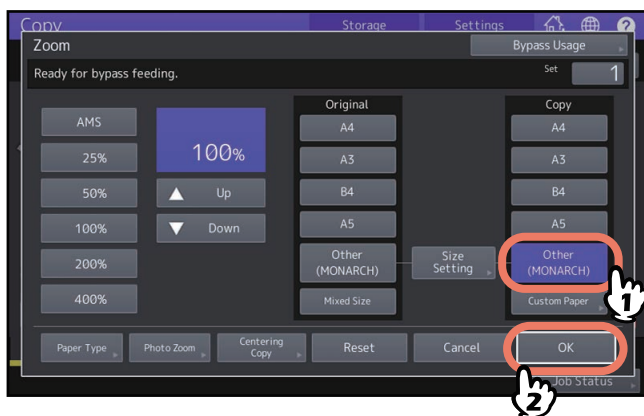 Copy
Storage
Settings
Zoom
Bypass Usage
Ready for bypass feeding.
Set
1
Original
Copy
AMS
100%
A4
A4
25%
A3
A3
50%
Up
B4
B4
100%
Down
A5
A5
200%
Other
(MONARCH)
Size
Setting
Other
(MONARCH)
400%
Mixed Size
Custom Paper
1
Paper Type
Photo Zoom
Centering
Copy
Reset
Cancel
OK
Job Status
2